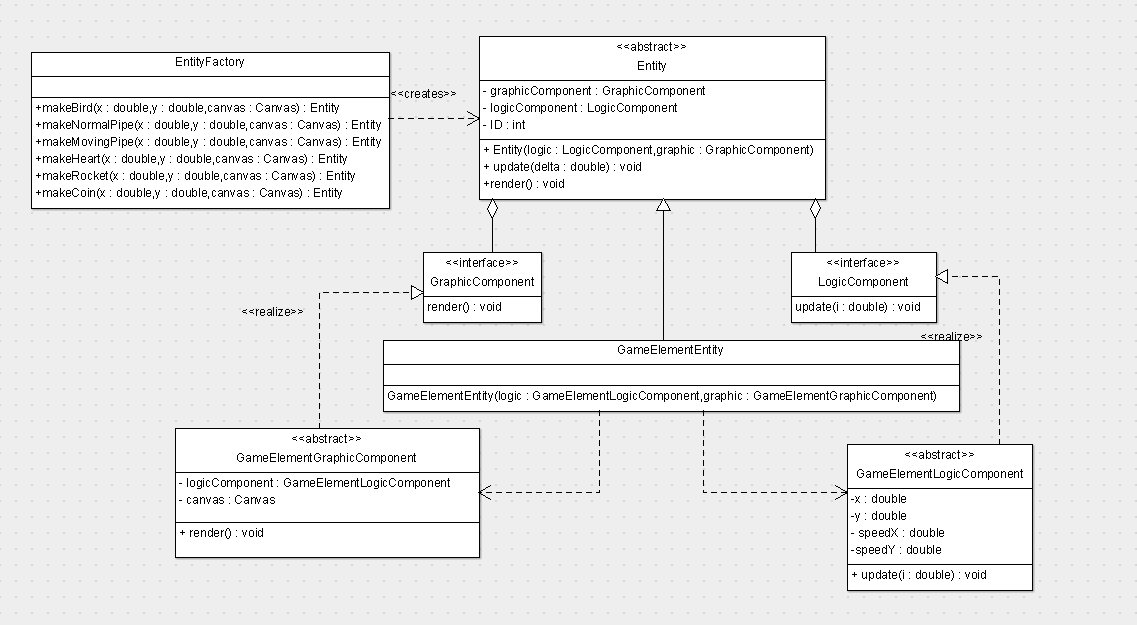 EntityFactory
+makeBird(x : double,y : double,canvas : Canvas) : Entity
+makeNormalPipe(x : double,y : double,canvas : Canvas) : Entity
+makeMovingPipe(x : double,y : double,canvas : Canvas) : Entity
+makeHeart(x : double,y : double,canvas : Canvas) : Entity
+makeRocket(x : double,y : double,canvas : Canvas) : Entity
+makeCoin(x : double,y : double,canvas : Canvas) : Entity
<<creates>>
<<abstract>>
Entity
- graphicComponent : GraphicComponent
- logicComponent : LogicComponent
- ID : int
+ Entity(logic : LogicComponent,graphic : GraphicComponent)
+ update(delta : double) : void
+render() : void
<<interface>>
GraphicComponent
render() : void
<<interface>>
LogicComponent
update(i : double) : void
<<realize>>
<<realize>>
GameElementEntity
GameElementEntity(logic : GameElementLogicComponent,graphic : GameElementGraphicComponent)
<<abstract>>
GameElementGraphicComponent
- logicComponent : GameElementLogicComponent
- canvas : Canvas
+ render() : void
<<abstract>>
GameElementLogicComponent
-x : double
-y : double
- speedX : double
-speedY : double
+ update(i : double) : void